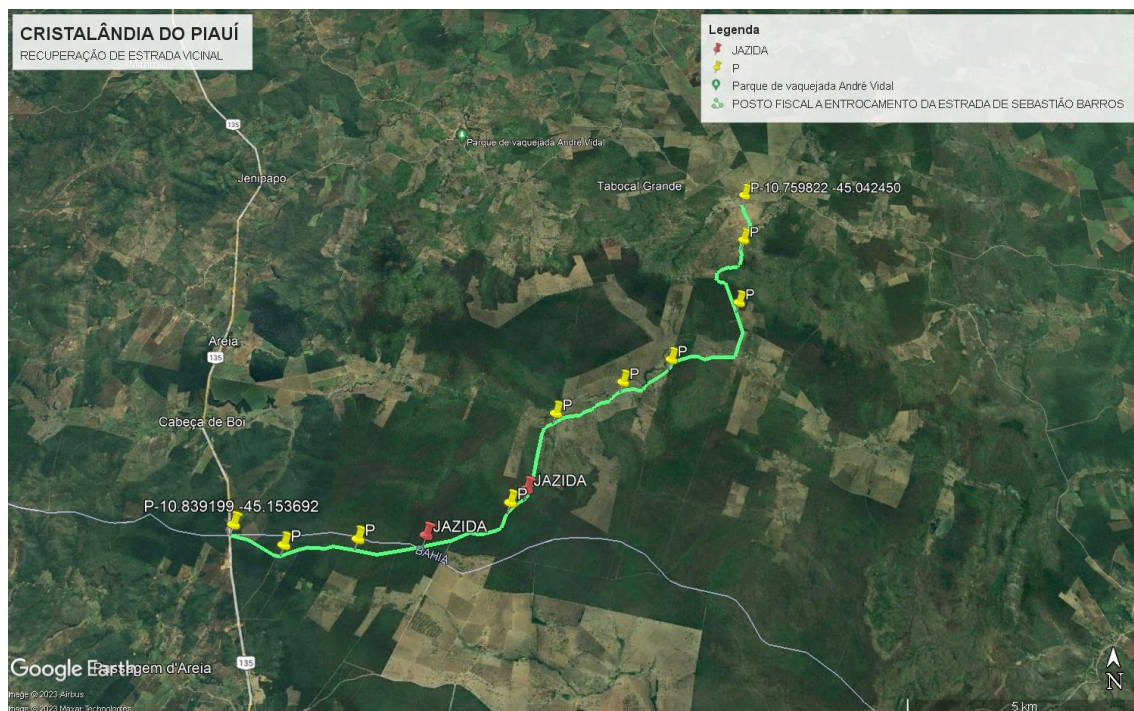 CRISTALÂNDIA DO PIAUÍ
RECUPERAÇÃO DE ESTRADA VICINAL
Legenda
JAZIDA
P
Parque de vaquejada André Vidal
POSTO FISCAL A ENTROCAMENTO DA ESTRADA DE SEBASTIÃO BARROS
135
Parque de vaquejada André Vidal
Jenipapo
Tabocal Grande
P-10.759822 -45.042450
P
P
Areia
135
P
P
P
Cabeça de Boi
JAZIDA
P
P-10.839199 -45.153692
P
P
JAZIDA
BAHIA
135
Google Earth
Passagem d'Areia
Image © 2023 Airbus
Image © 2023 Maxar Technologies
N
5 km